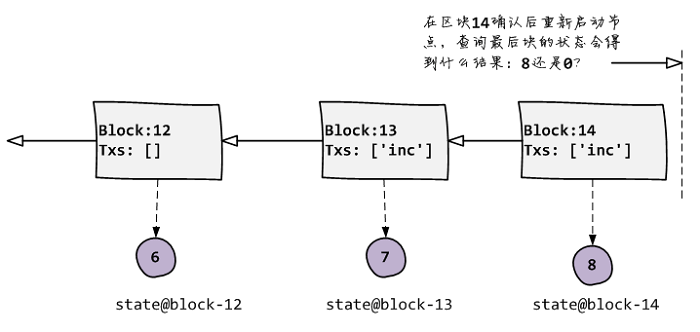 在区块14确认后重新启动节
点，查询最后块的状态会得
到什么结果：8还是0？
Block:12
Txs: []
Block:13
Txs: ['inc']
Block:14
Txs: ['inc']
6
7
8
state@block-12
state@block-13
state@block-14